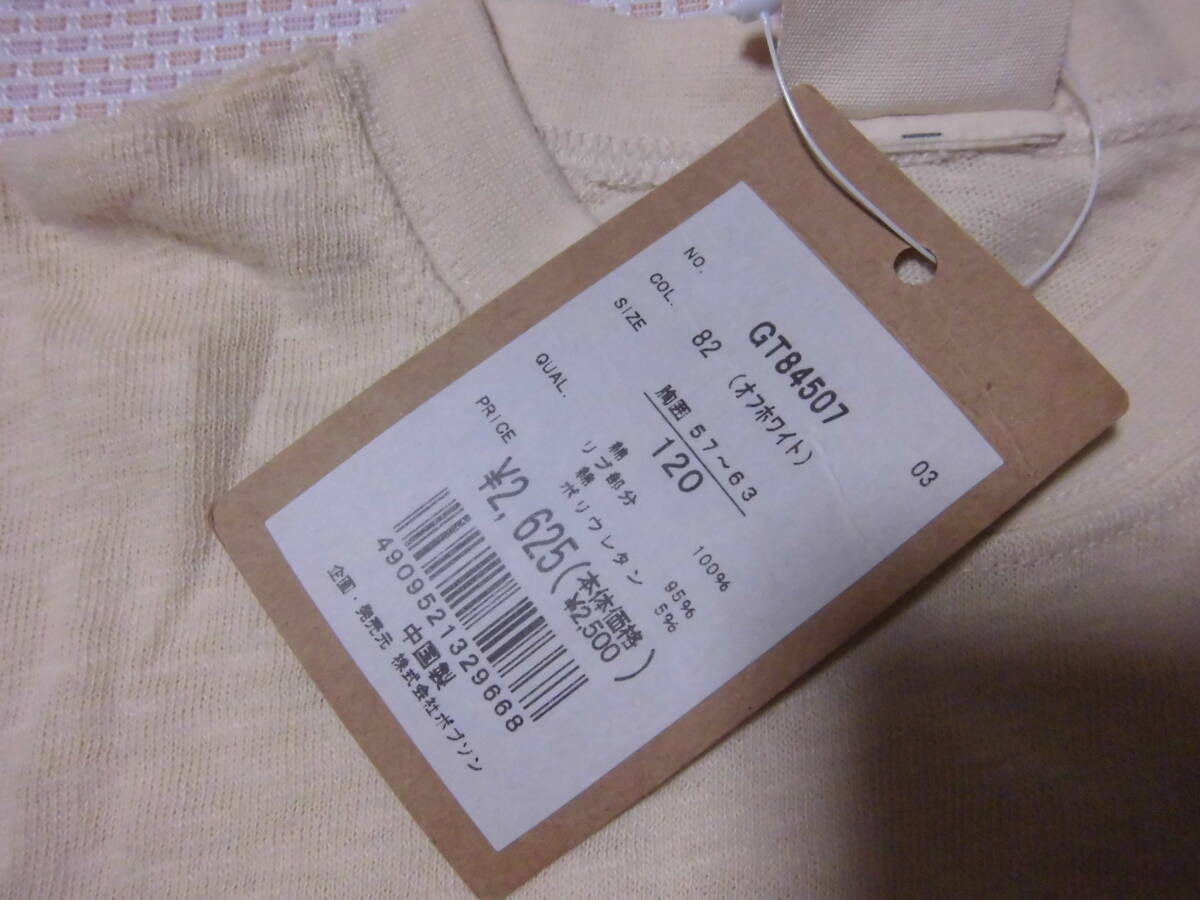 NO. GT84507 03
COL. 82 (オフホワイト)
SIZE 胸囲 57~63
120
QUAL. 綿 100%
リブ部分
綿 95%
ポリウレタン 5%
PRICE ¥2,625(本体価格 ¥2,500)
4909521329668
中国製
企画・発売元 株式会社ボブソン